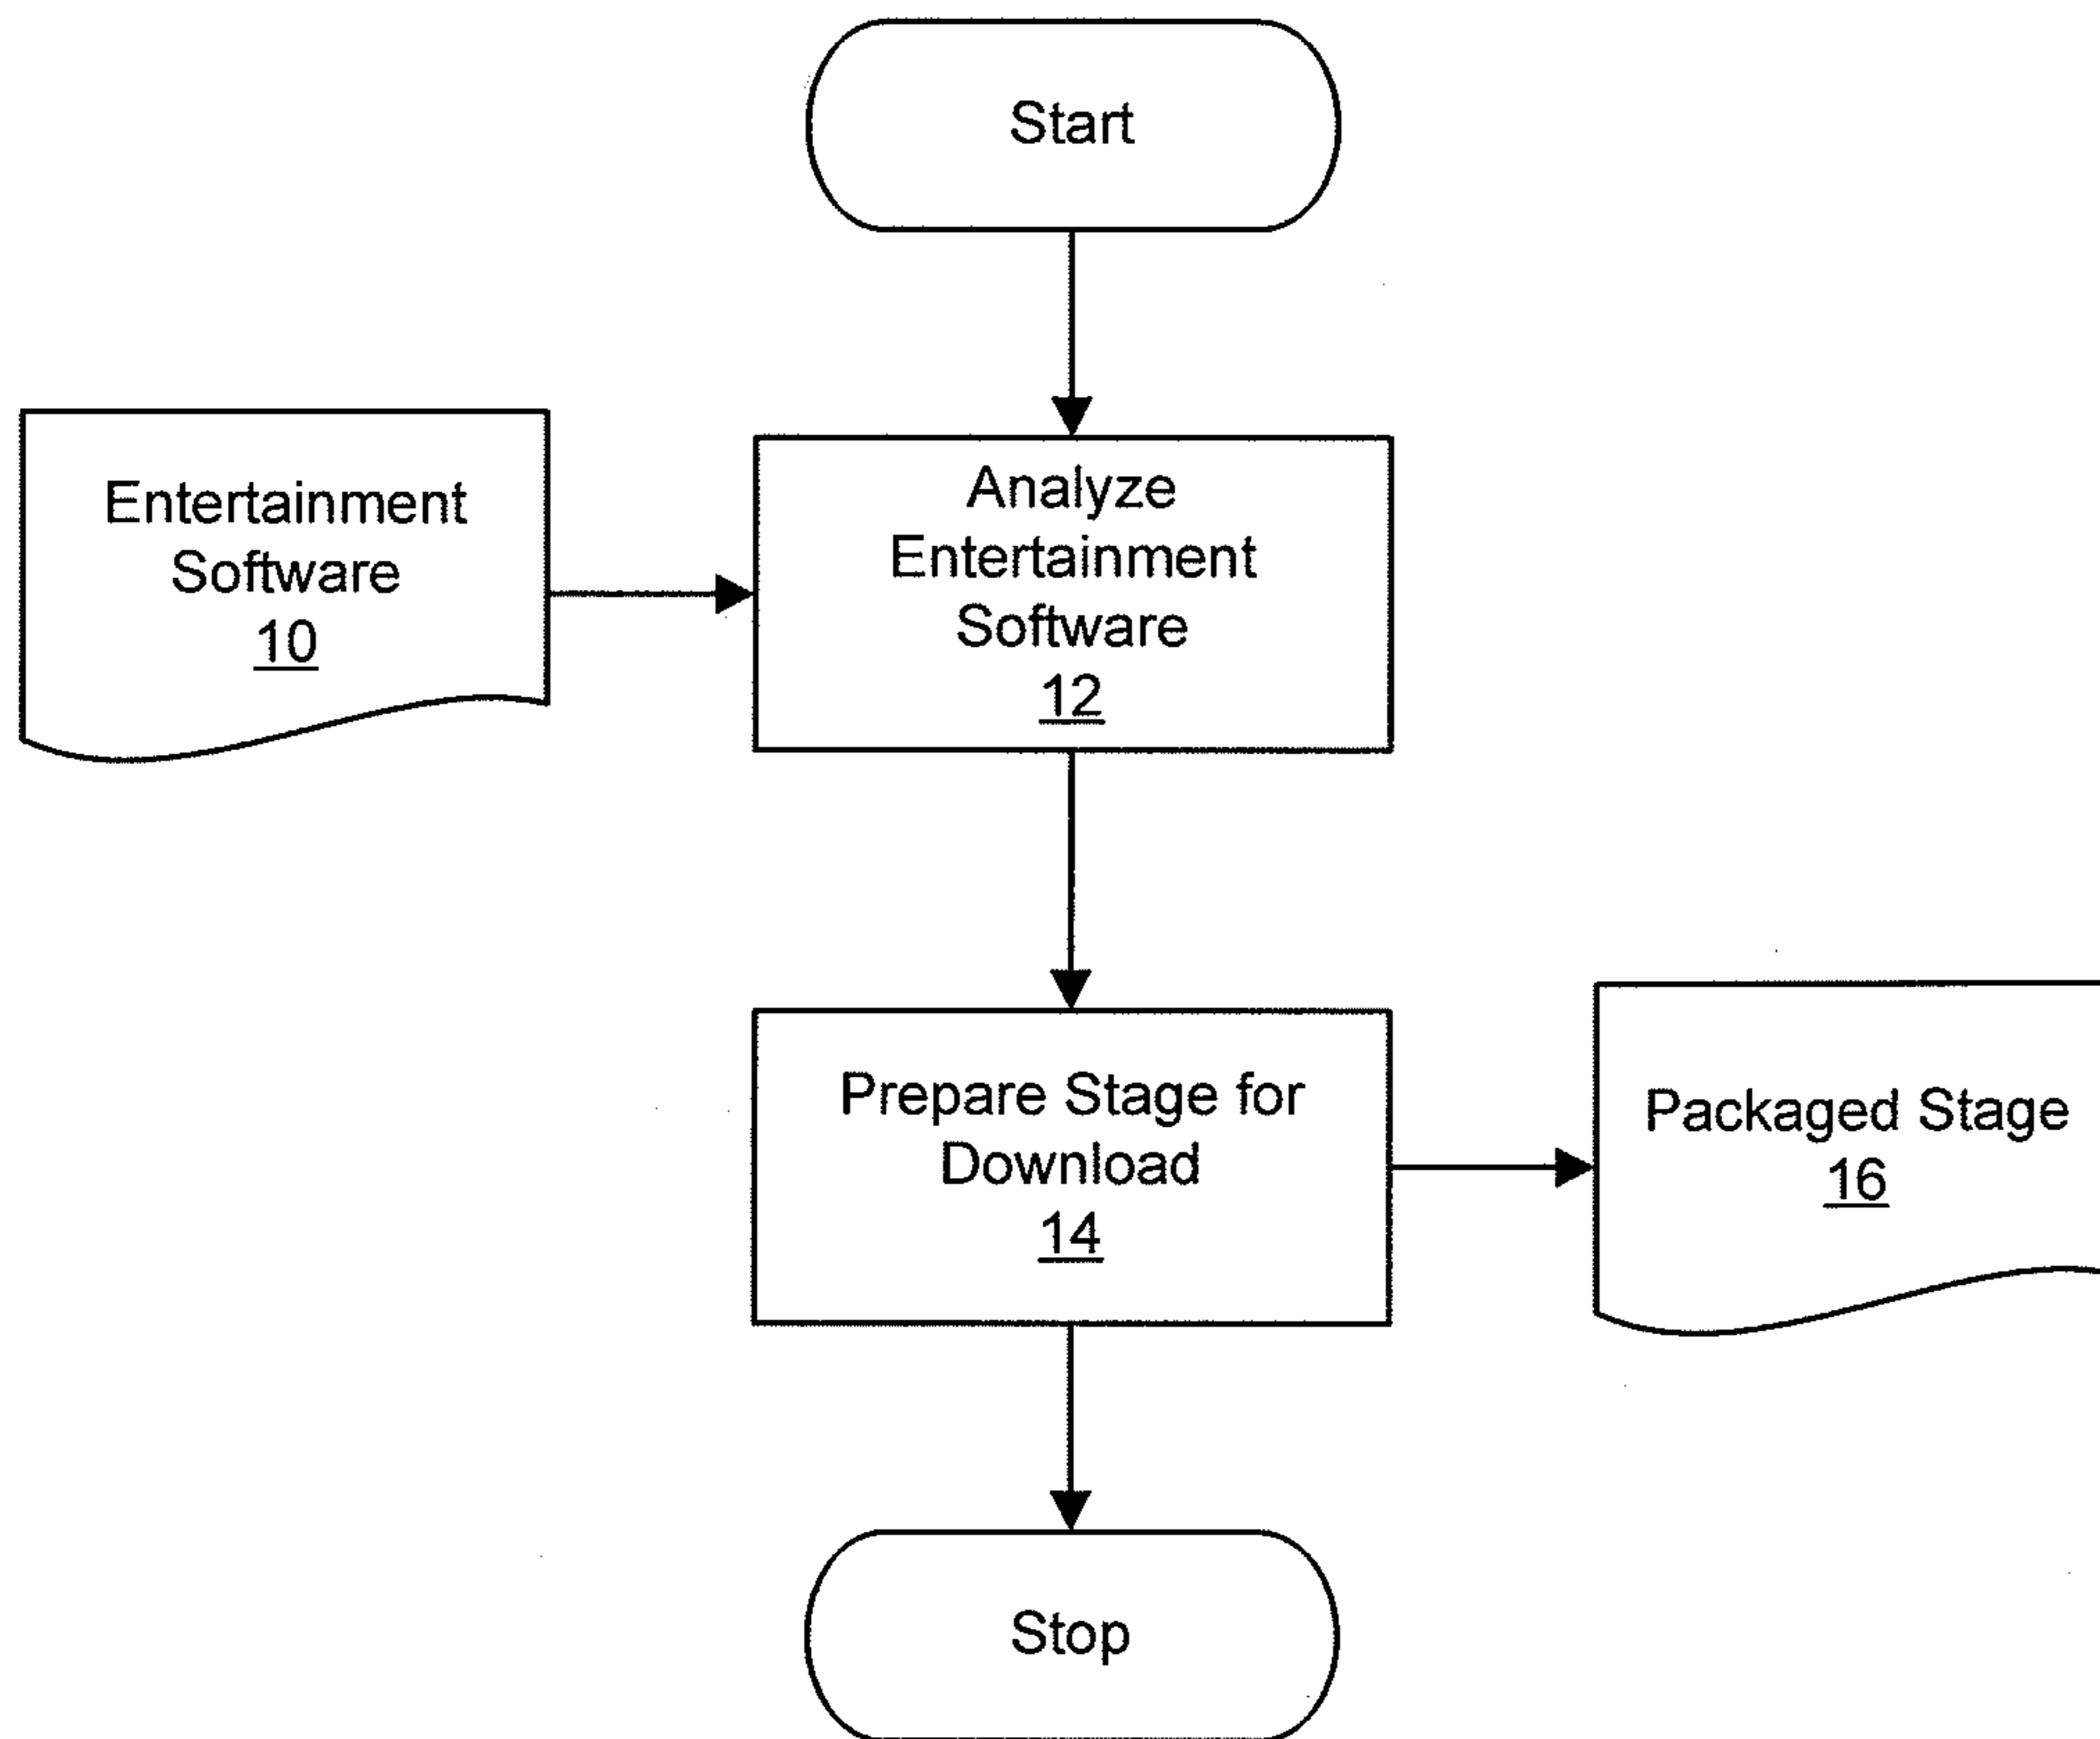 Start
Entertainment
Software
10
Analyze
Entertainment
Software
12
Prepare Stage for
Download
14
Packaged Stage
16
Stop